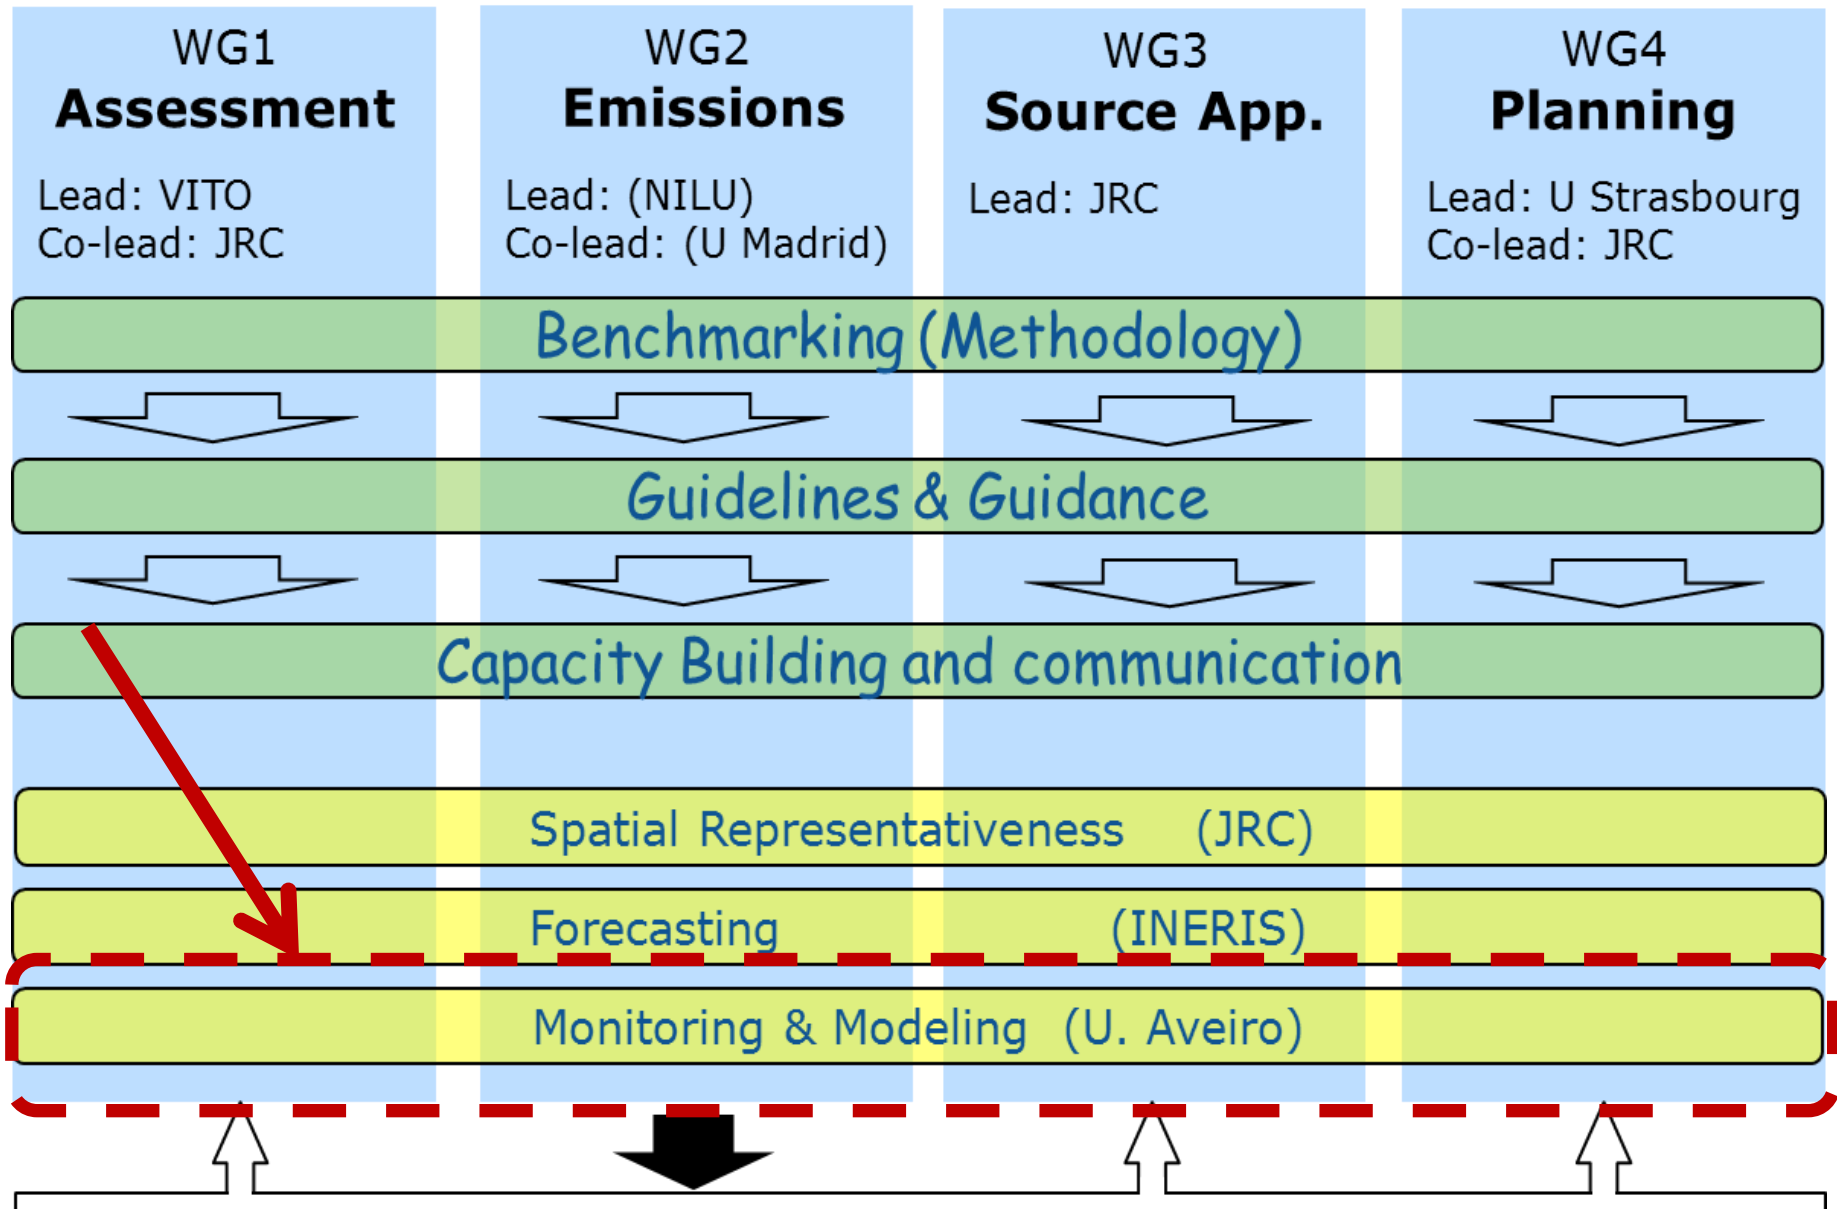 WG1
Assessment
Lead: VITO
Co-lead: JRC
WG2
Emissions
Lead: (NILU)
Co-lead: (U Madrid)
WG3
Source App.
Lead: JRC
WG4
Planning
Lead: U Strasbourg
Co-lead: JRC
Benchmarking (Methodology)
Guidelines & Guidance
Capacity Building and communication
Spatial Representativeness (JRC)
Forecasting (INERIS)
Monitoring & Modeling (U. Aveiro)